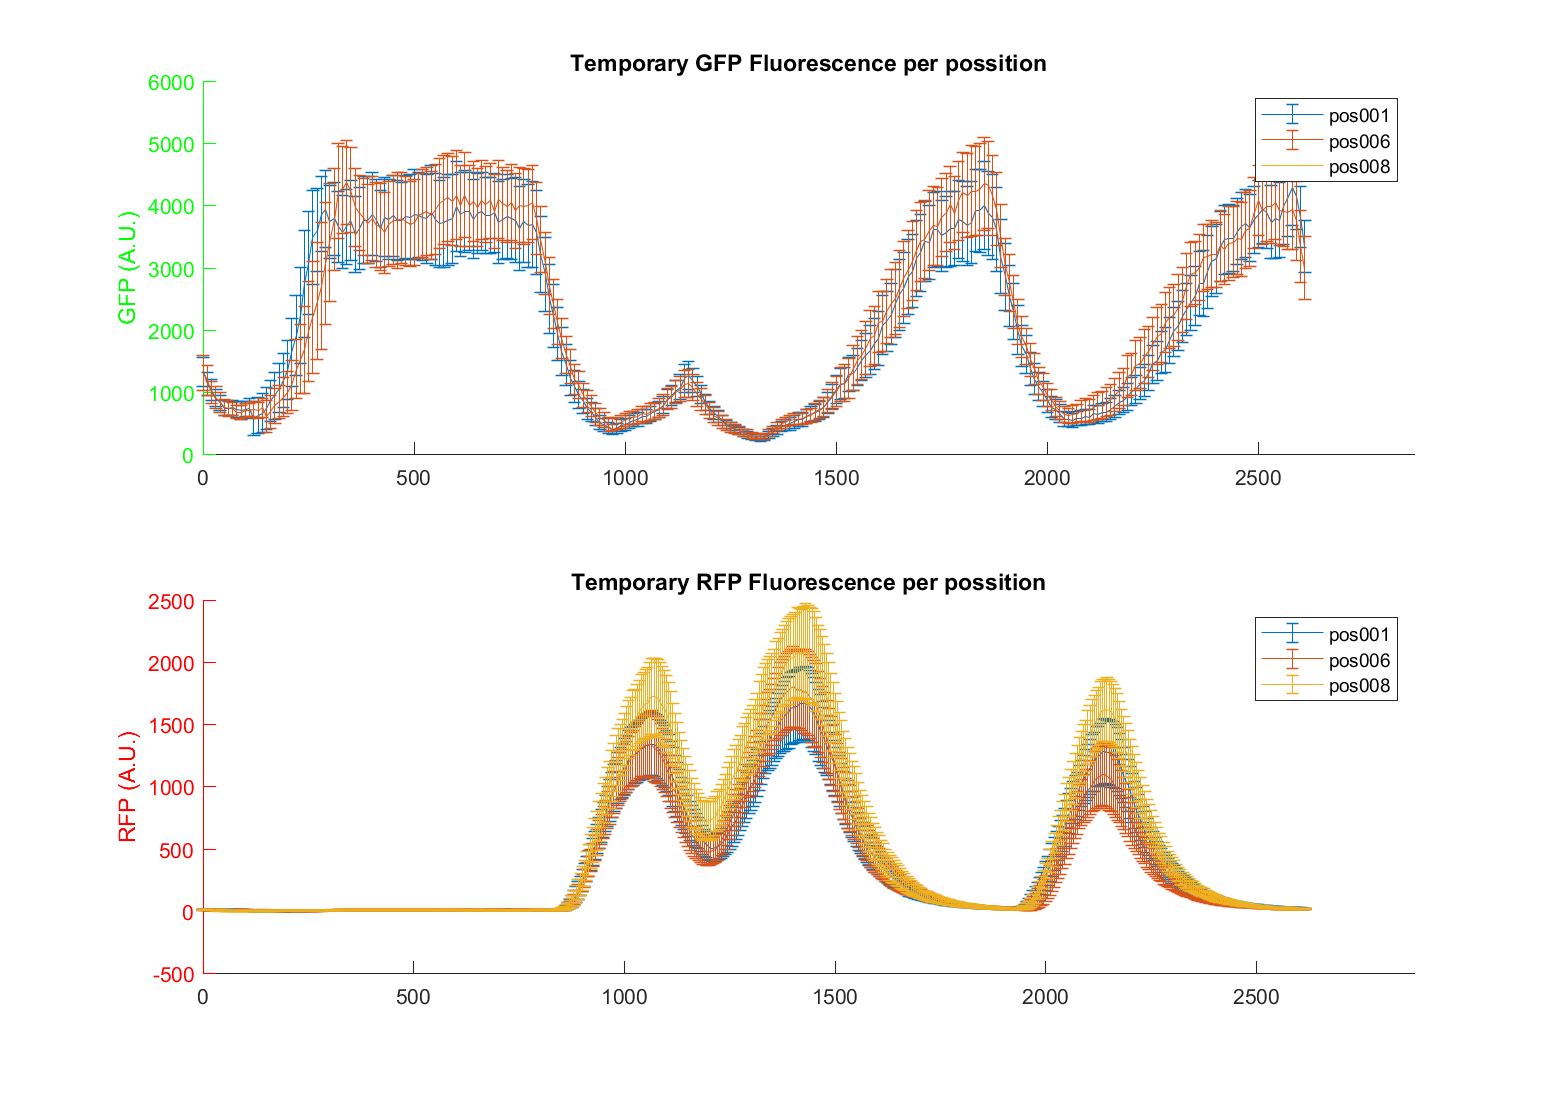 Temporary GFP Fluorescence per possition
GFP (A.U.)
6000
5000
4000
3000
2000
1000
0
0 500 1000 1500 2000 2500
pos001
pos006
pos008
Temporary RFP Fluorescence per possition
RFP (A.U.)
2500
2000
1500
1000
500
0
-500
0 500 1000 1500 2000 2500
pos001
pos006
pos008